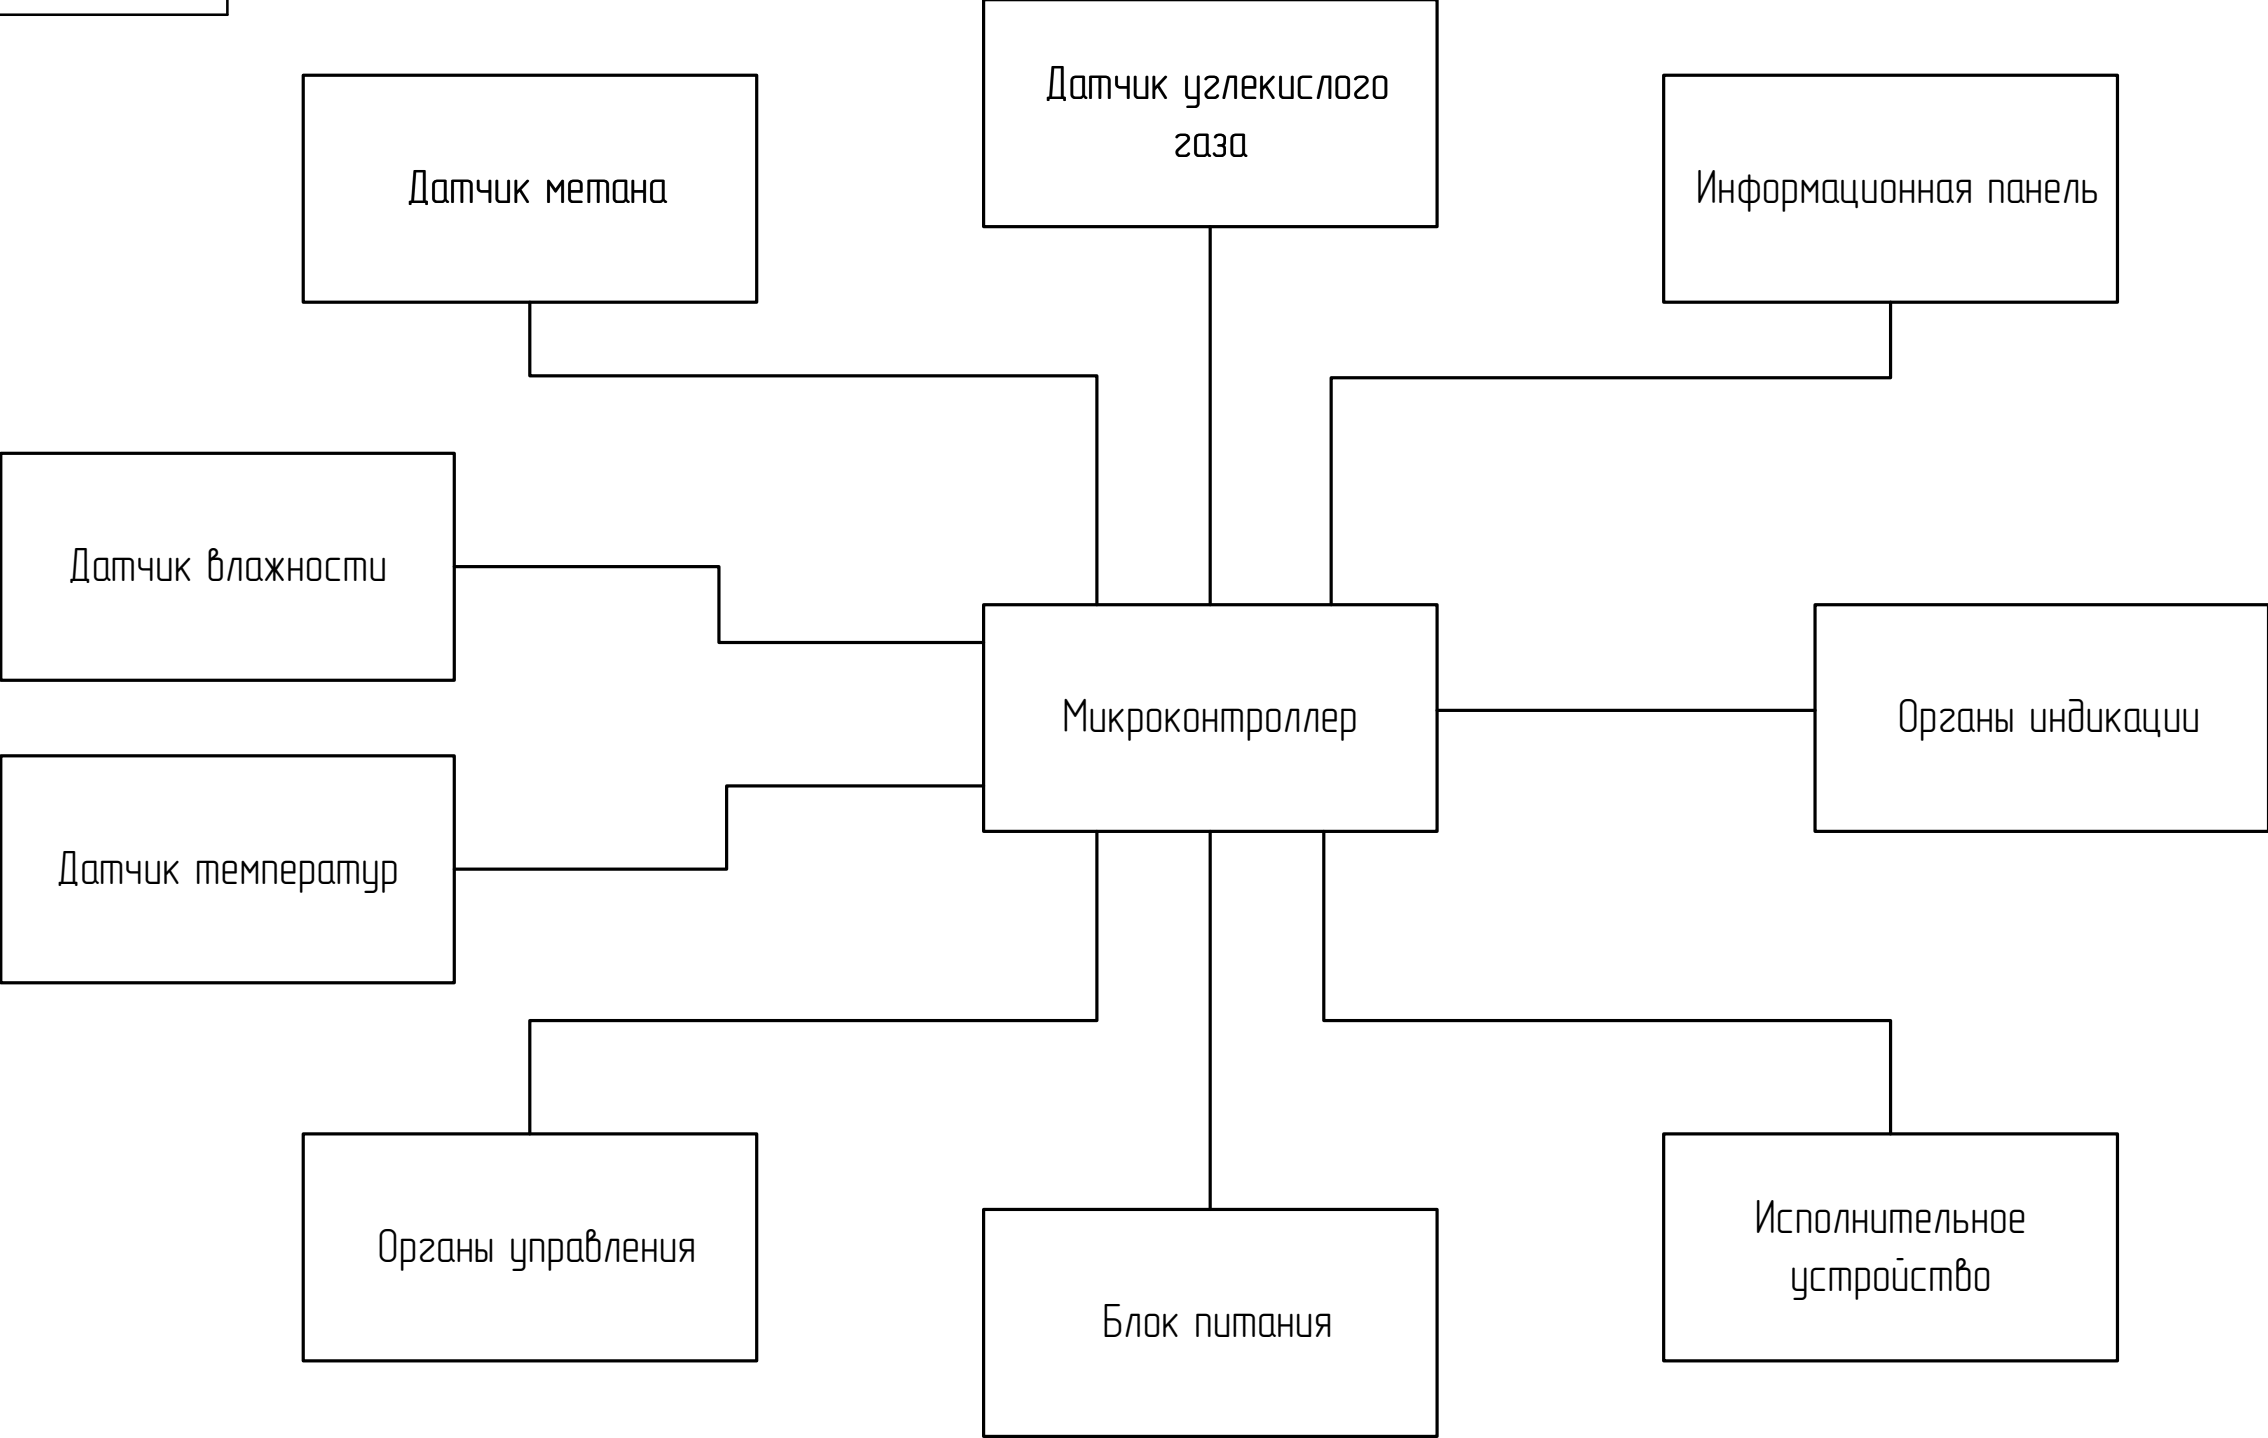 Датчик углекислого
газа
Датчик метана
Информационная панель
Датчик влажности
Микроконтроллер
Органы индикации
Датчик температур
Органы управления
Блок питания
Исполнительное
устройство